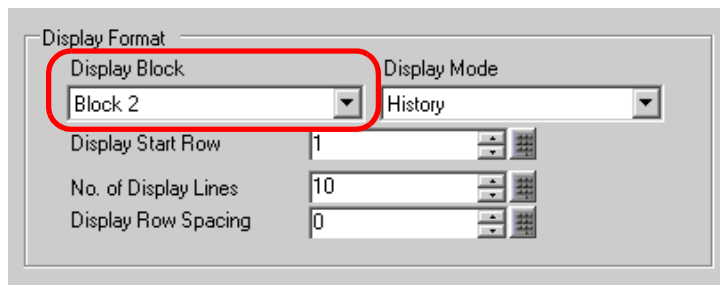 Display Format
Display Block Display Mode
Block 2 History
Display Start Row 1
No. of Display Lines 10
Display Row Spacing 0